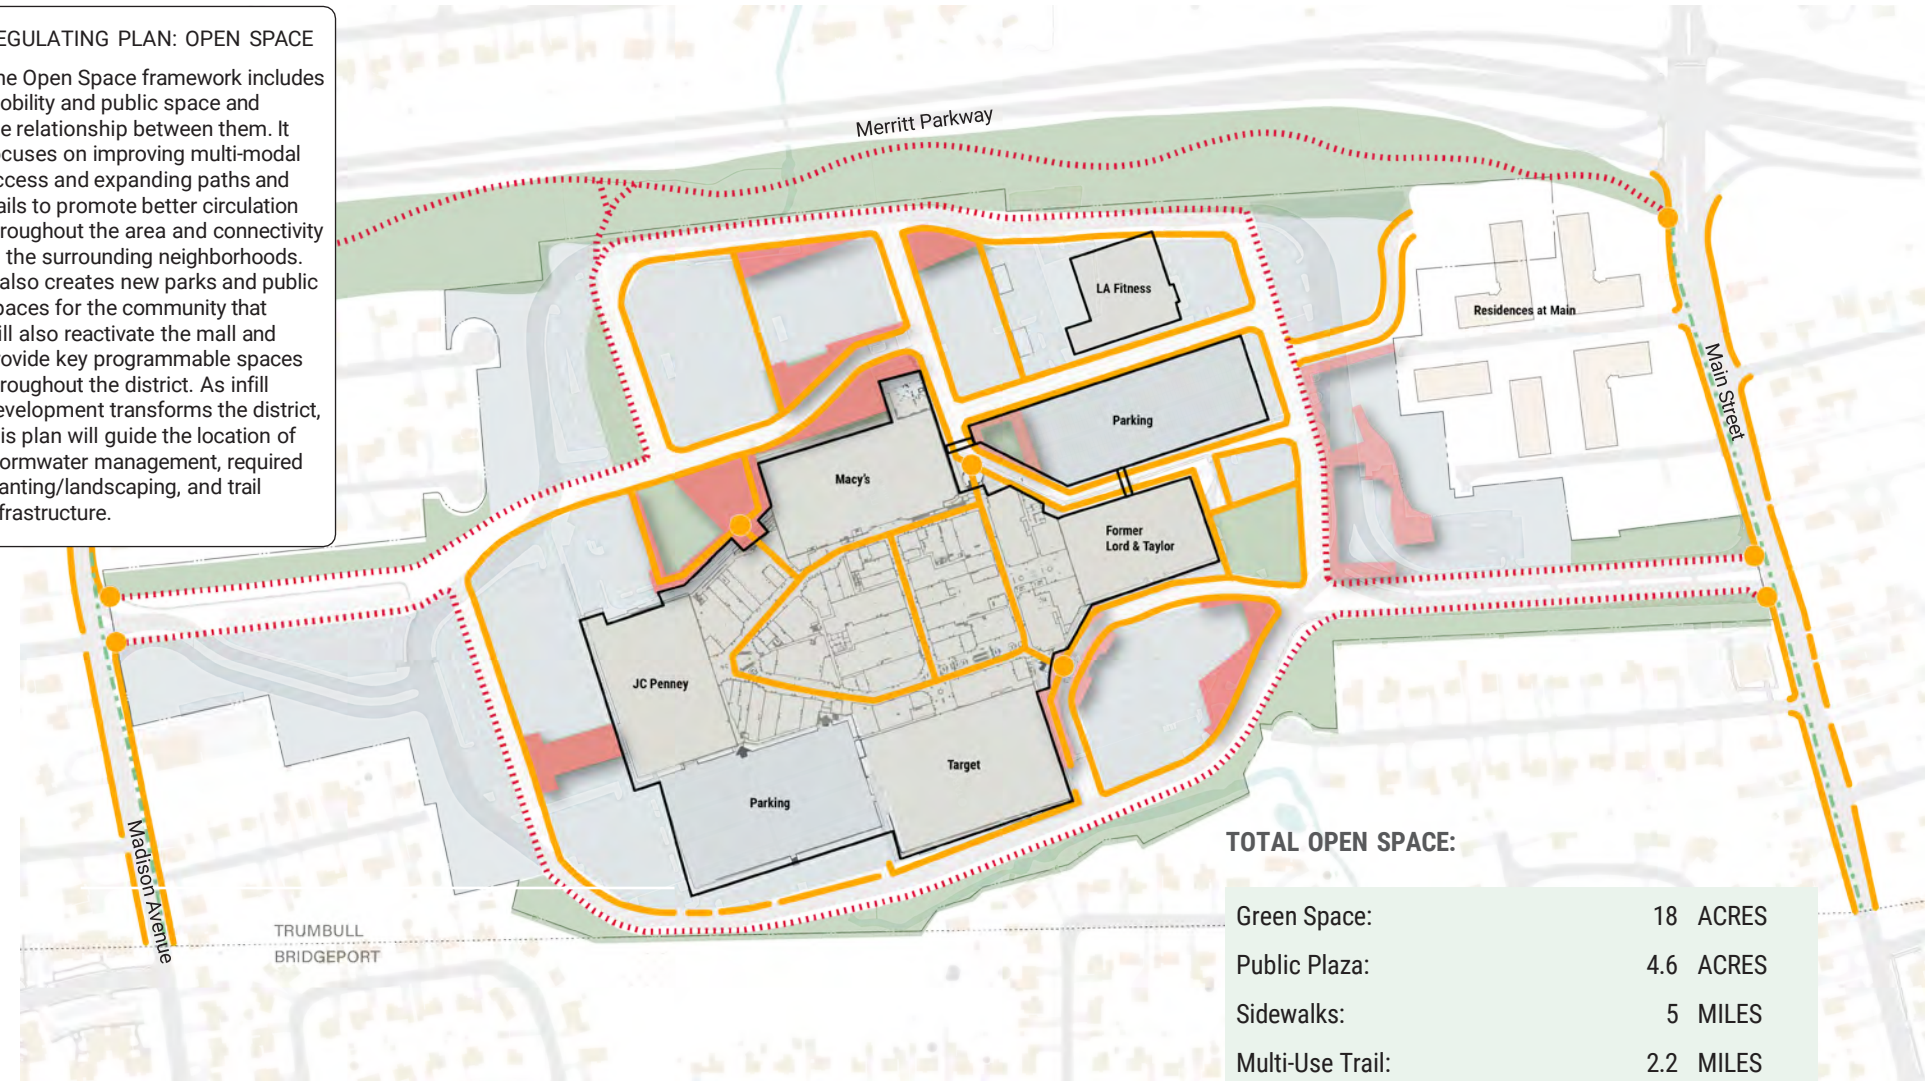 EGULATING PLAN: OPEN SPACE
ne Open Space framework includes
obility and public space and
e relationship between them. It
ocuses on improving multi-modal
ccess and expanding paths and
ails to promote better circulation
roughout the area and connectivity
the surrounding neighborhoods.
also creates new parks and public
paces for the community that
ill also reactivate the mall and
rovide key programmable spaces
roughout the district. As infill
evelopment transforms the district,
is plan will guide the location of
ormwater management, required
anting/landscaping, and trail
frastructure.
Merritt Parkway
LA Fitness
Residences at Main
Main Street
Parking
Macy's
Former
Lord & Taylor
JC Penney
Target
Parking
Madison Avenue
TRUMBULL
BRIDGEPORT
TOTAL OPEN SPACE:
Green Space: 18 ACRES
Public Plaza: 4.6 ACRES
Sidewalks: 5 MILES
Multi-Use Trail: 2.2 MILES